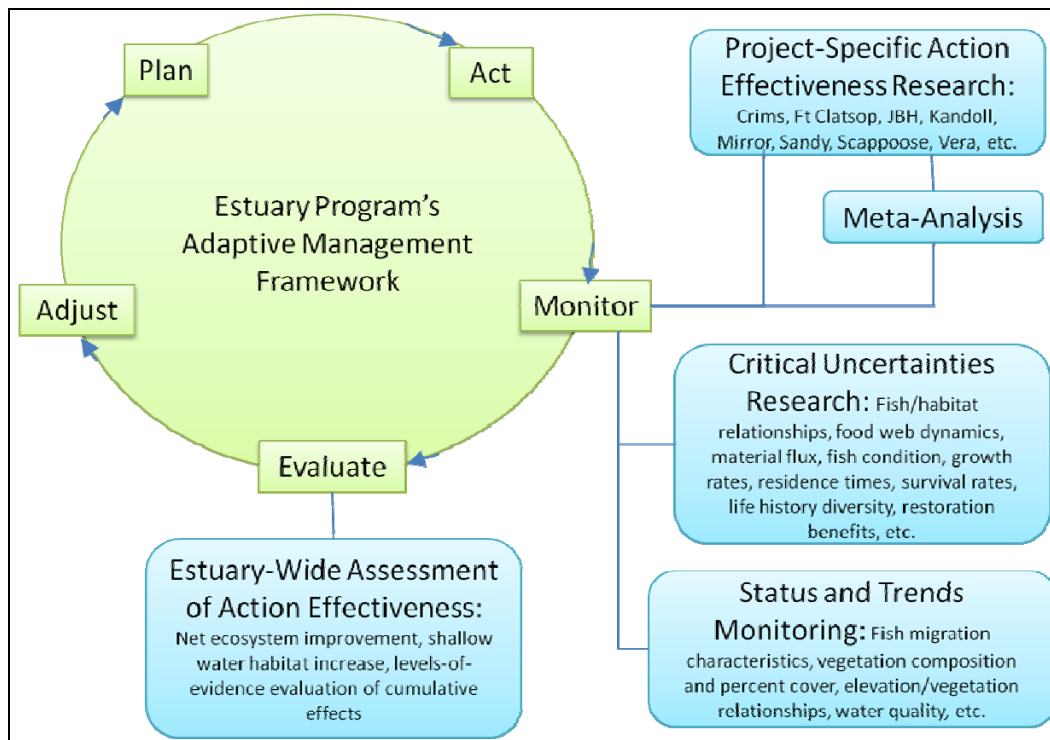 Plan
Act
Estuary Program's
Adaptive Management
Framework
Adjust
Monitor
Evaluate
Project-Specific Action
Effectiveness Research:
Crims, Ft Clatsop, JBH, Kandoll,
Mirror, Sandy, Scappoose, Vera, etc.
Meta-Analysis
Critical Uncertainties
Research: Fish/habitat
relationships, food web dynamics,
material flux, fish condition, growth
rates, residence times, survival rates,
life history diversity, restoration
benefits, etc.
Estuary-Wide Assessment
of Action Effectiveness:
Net ecosystem improvement, shallow
water habitat increase, levels-of-
evidence evaluation of cumulative
effects
Status and Trends
Monitoring: Fish migration
characteristics, vegetation composition
and percent cover, elevation/vegetation
relationships, water quality, etc.